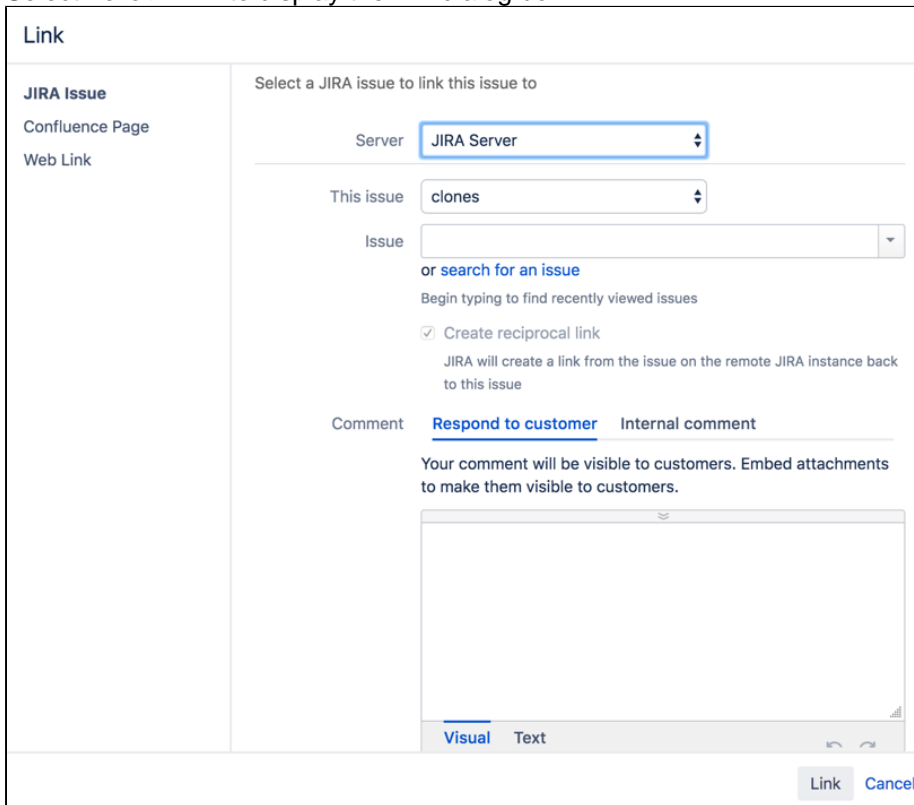 Link
JIRA Issue
Confluence Page
Web Link
Select a JIRA issue to link this issue to
Server JIRA Server
This issue clones
Issue
or search for an issue
Begin typing to find recently viewed issues
Create reciprocal link
JIRA will create a link from the issue on the remote JIRA instance back
to this issue
Comment Respond to customer Internal comment
Your comment will be visible to customers. Embed attachments
to make them visible to customers.
Visual Text
Link Cancel